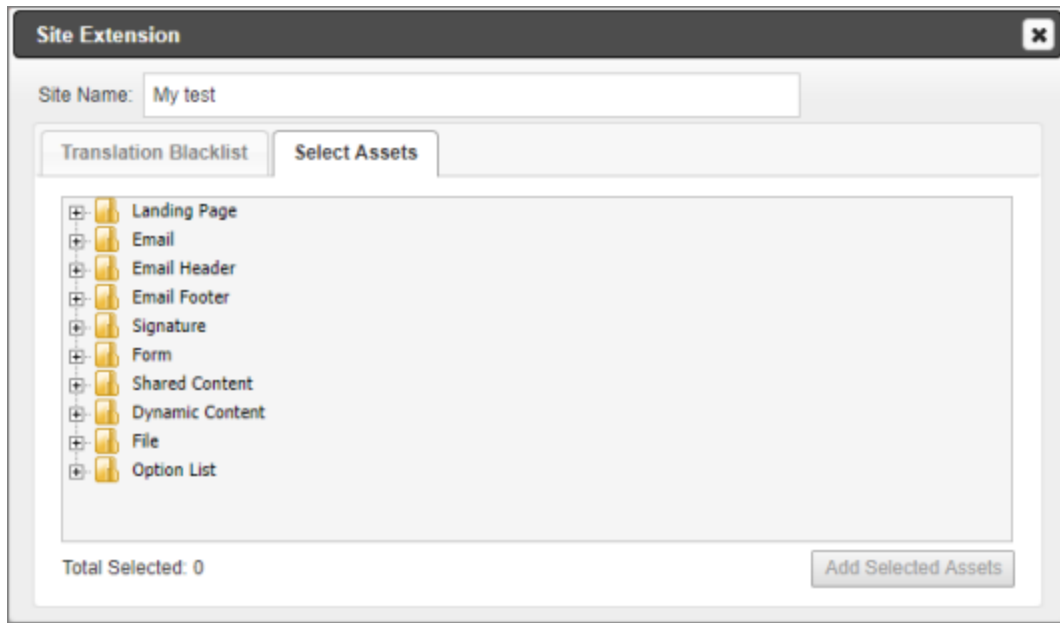 Site Extension
Site Name: My test
Translation Blacklist Select Assets
Landing Page
Email
Email Header
Email Footer
Signature
Form
Shared Content
Dynamic Content
File
Option List
Total Selected: 0 Add Selected Assets